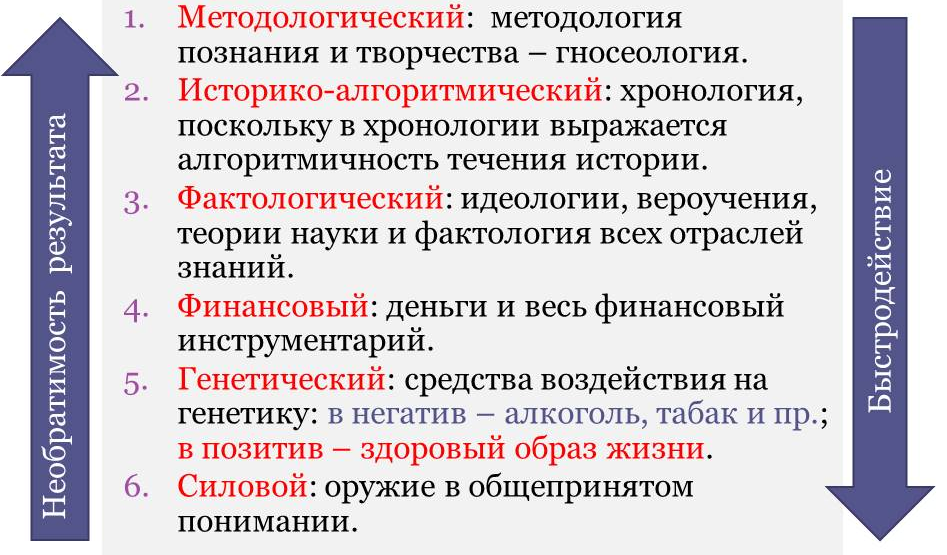 Необратимость результата
1. Методологический: методология
познания и творчества – гносеология.
2. Историко-алгоритмический: хронология,
поскольку в хронологии выражается
алгоритмичность течения истории.
3. Фактологический: идеологии, вероучения,
теории науки и фактология всех отраслей
знаний.
4. Финансовый: деньги и весь финансовый
инструментарий.
5. Генетический: средства воздействия на
генетику: в негатив – алкоголь, табак и пр.;
в позитив – здоровый образ жизни.
6. Силовой: оружие в общепринятом
понимании.
Быстродействие